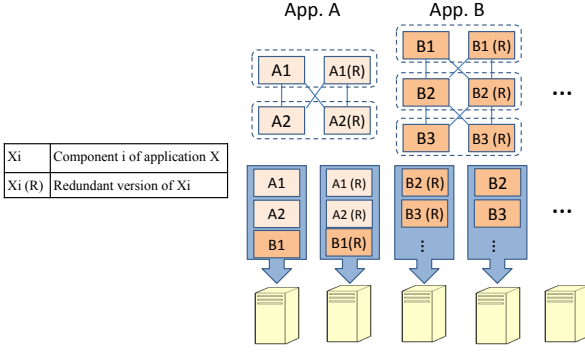 App. A App. B
A1 A1(R) B1 B1 (R)
B2 B2 (R) ...
A2 A2(R)
B3 B3 (R)
Xi Component i of application X
Xi (R) Redundant version of Xi
A1 A1 (R) B2 (R) B2
A2 A2 (R) B3 (R) B3 ...
B1 B1(R) ⋮ ⋮